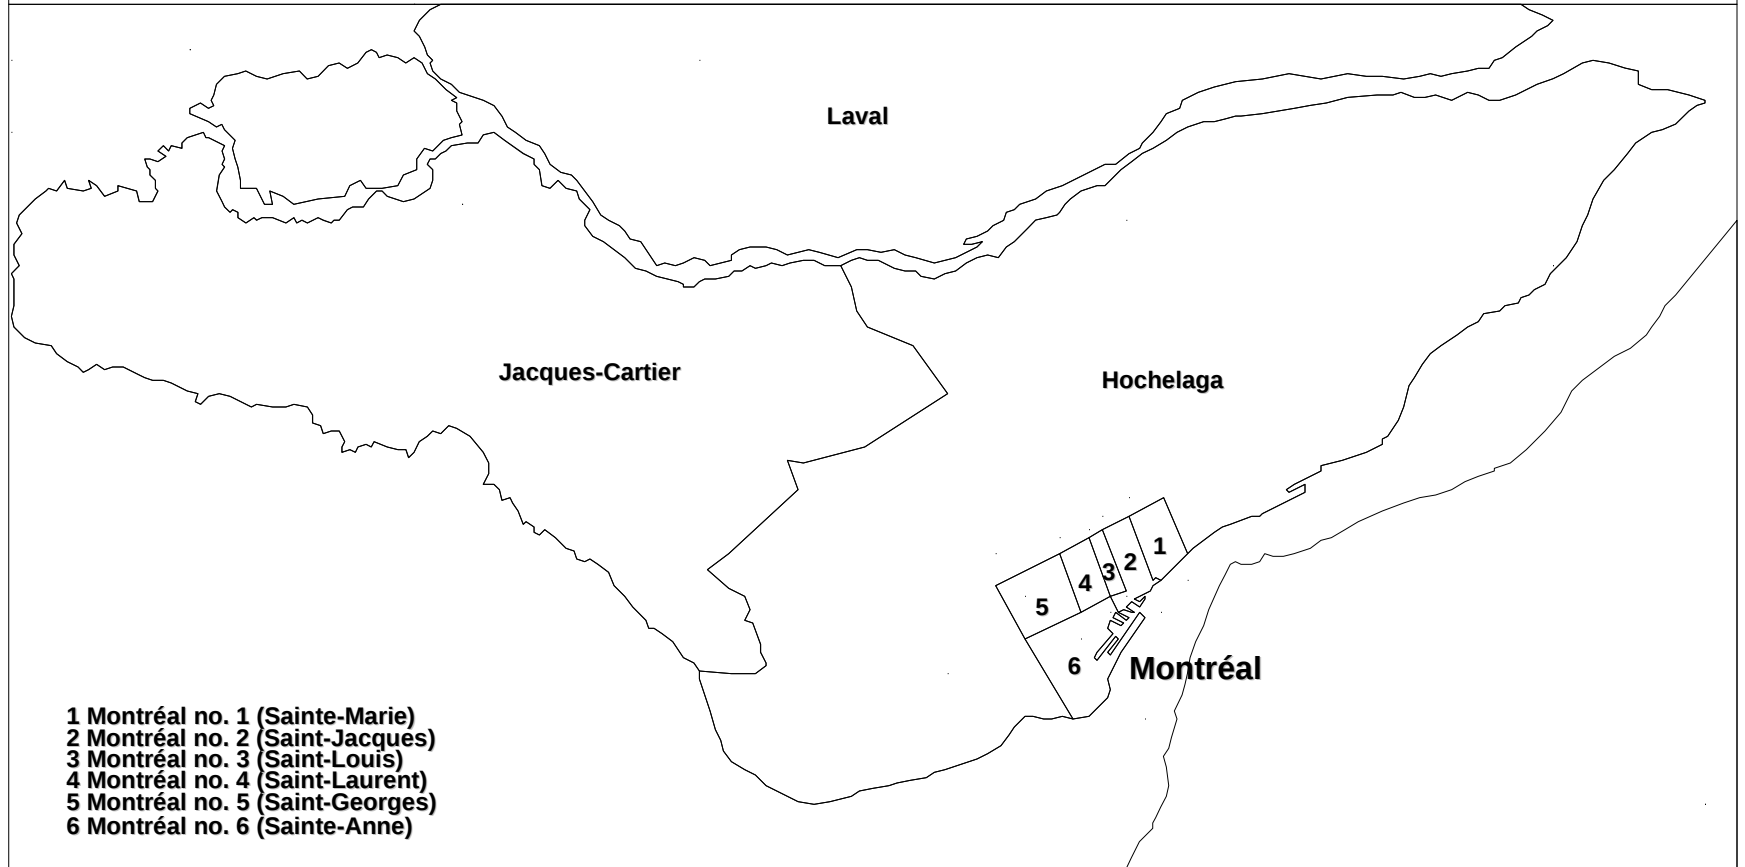 Laval
Jacques-Cartier
Hochelaga
1
2
3
4
5
6
Montréal
1 Montréal no. 1 (Sainte-Marie)
2 Montréal no. 2 (Saint-Jacques)
3 Montréal no. 3 (Saint-Louis)
4 Montréal no. 4 (Saint-Laurent)
5 Montréal no. 5 (Saint-Georges)
6 Montréal no. 6 (Sainte-Anne)